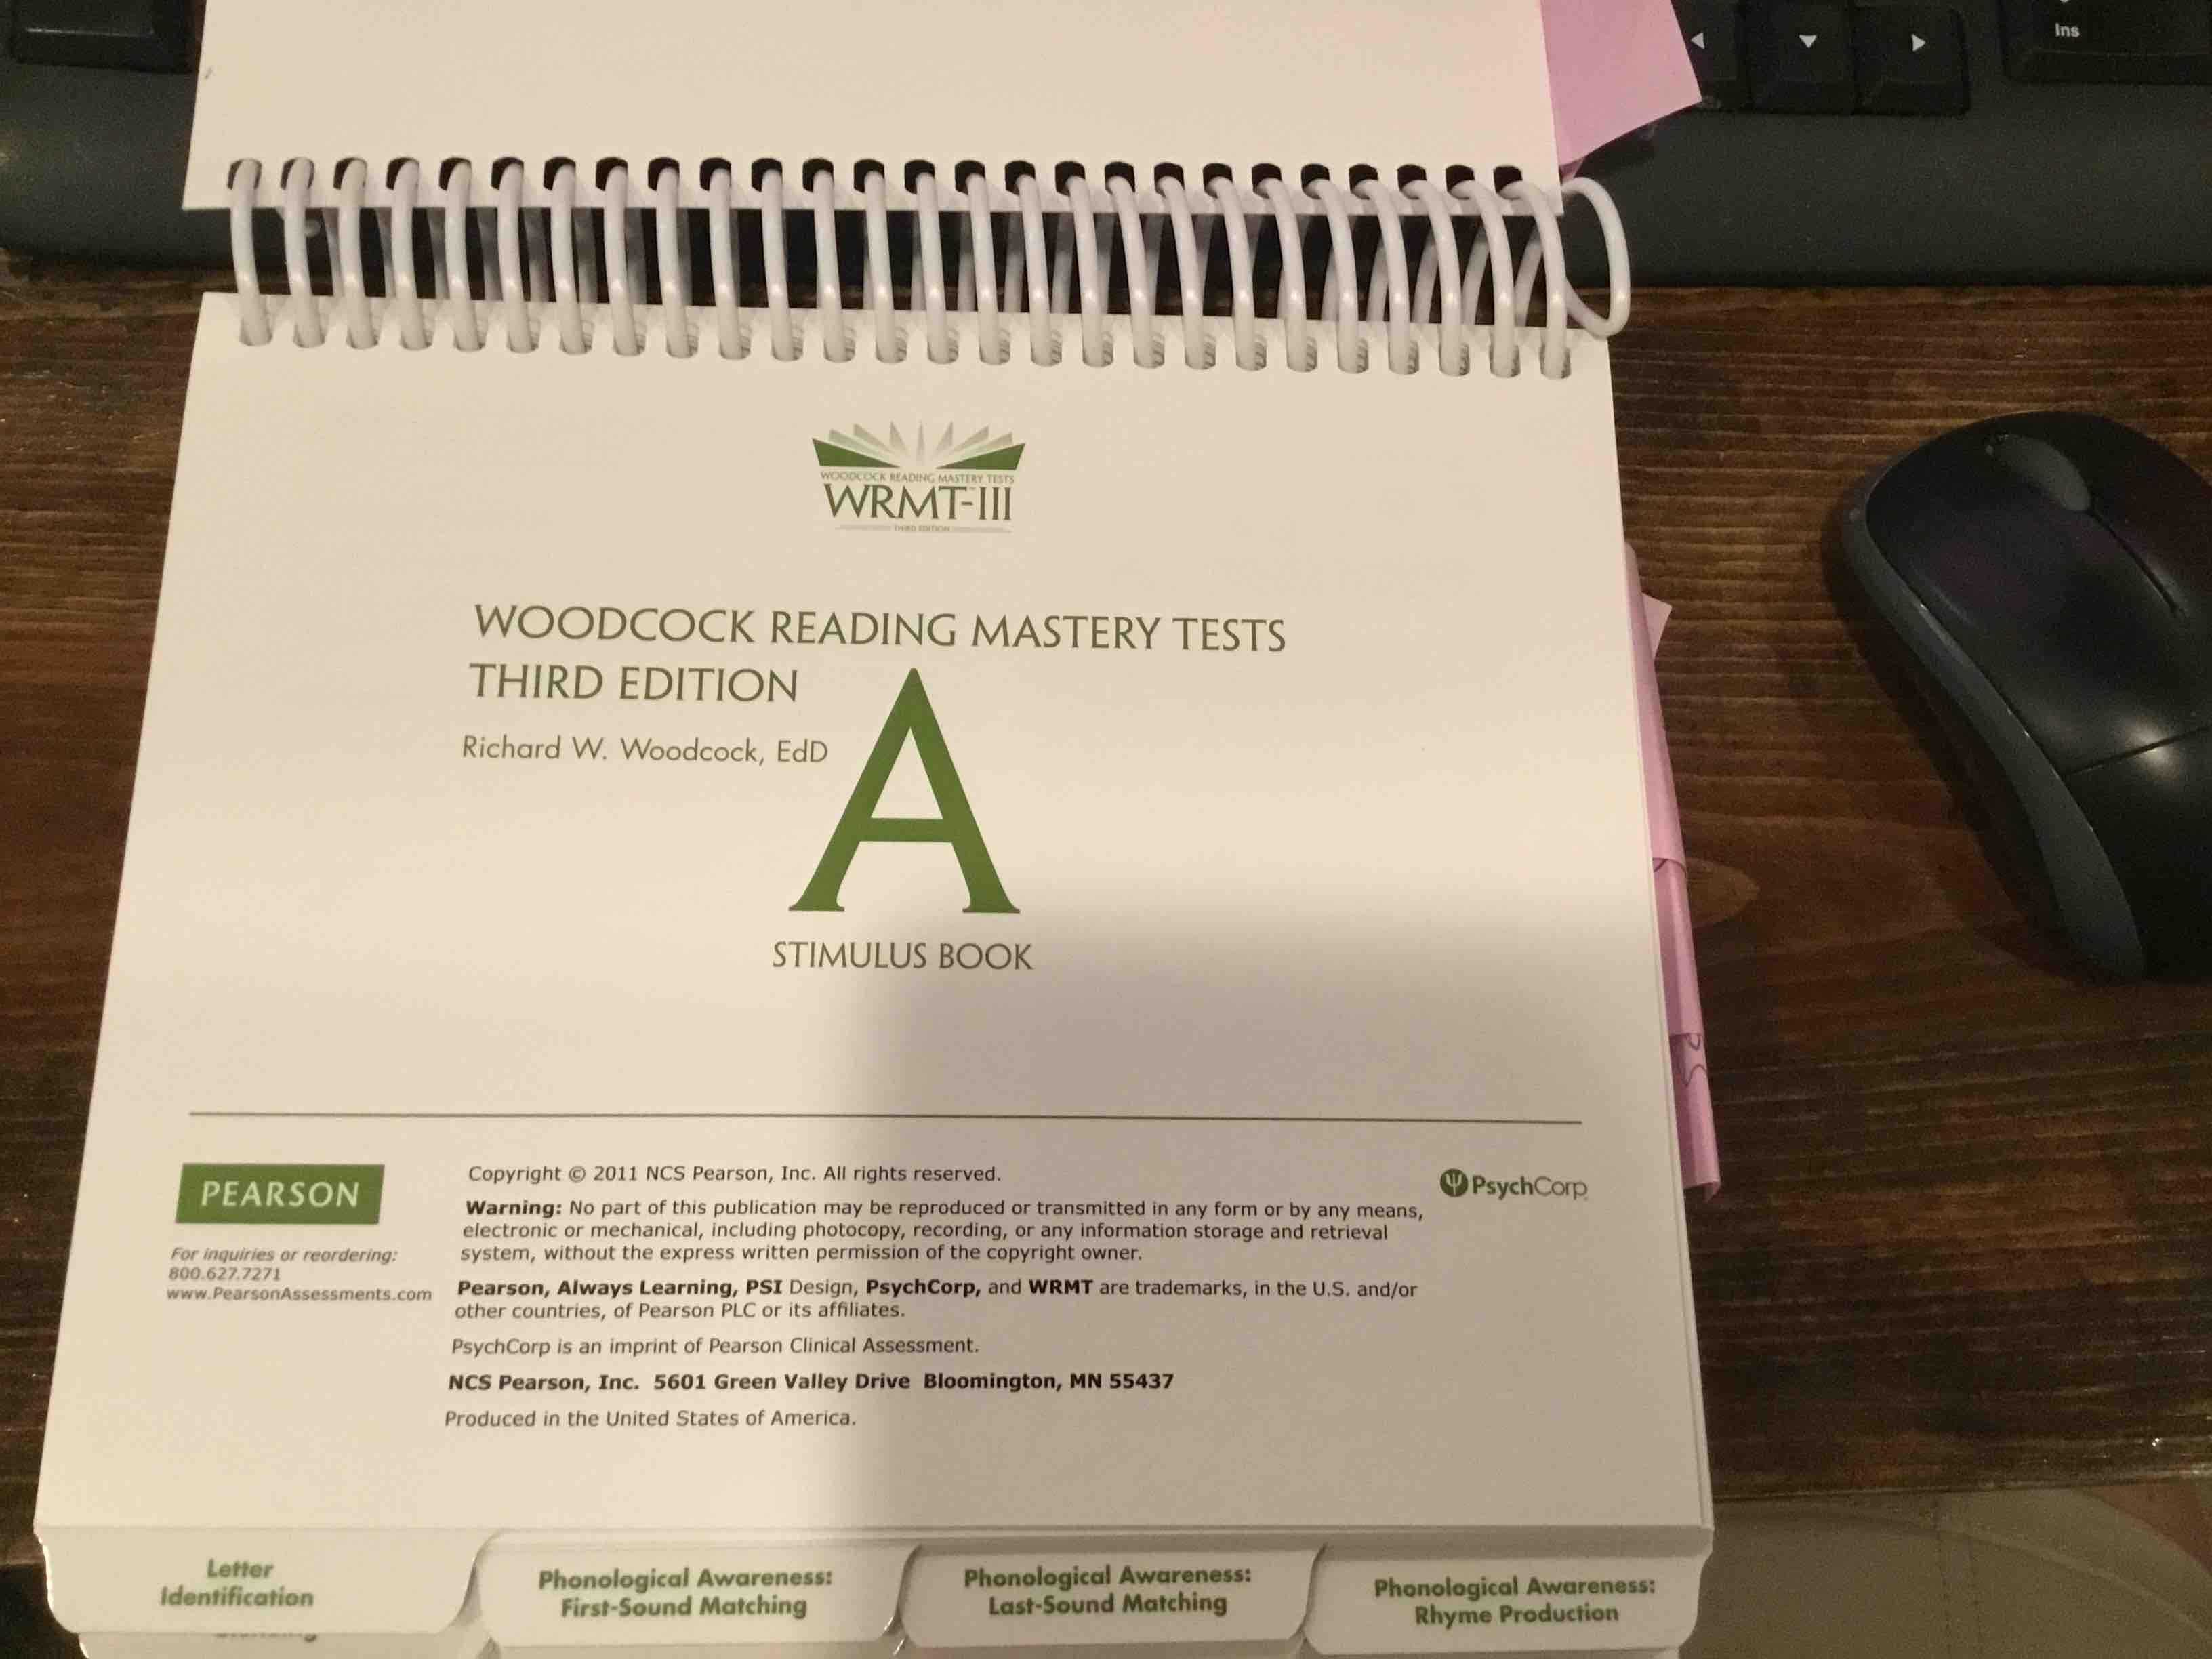 Ins
WOODCOCK READING MASTERY TESTS
WRMT-III
THIRD EDITION
WOODCOCK READING MASTERY TESTS
THIRD EDITION
Richard W. Woodcock, EdD
A
STIMULUS BOOK
PEARSON
For inquiries or reordering:
800.627.7271
www.PearsonAssessments.com
Copyright © 2011 NCS Pearson, Inc. All rights reserved.
Warning: No part of this publication may be reproduced or transmitted in any form or by any means,
electronic or mechanical, including photocopy, recording, or any information storage and retrieval
system, without the express written permission of the copyright owner.
Pearson, Always Learning, PSI Design, PsychCorp, and WRMT are trademarks, in the U.S. and/or
other countries, of Pearson PLC or its affiliates.
PsychCorp is an imprint of Pearson Clinical Assessment.
NCS Pearson, Inc. 5601 Green Valley Drive Bloomington, MN 55437
Produced in the United States of America.
PsychCorp
Letter
Identification
Phonological Awareness:
First-Sound Matching
Phonological Awareness:
Last-Sound Matching
Phonological Awareness:
Rhyme Production